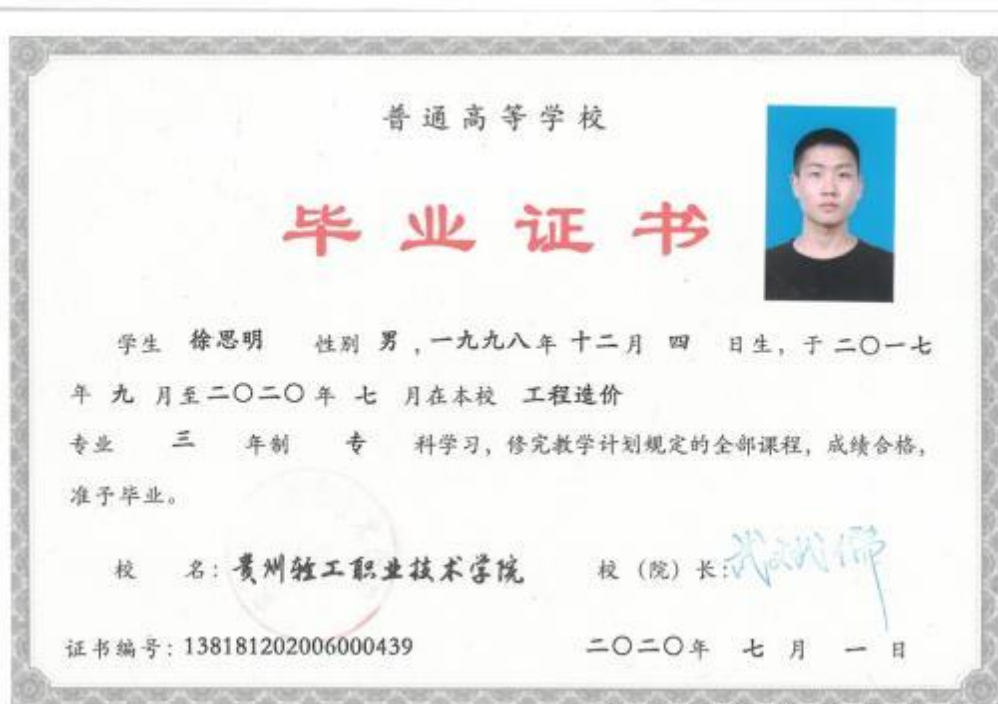 普通高等学校
毕业证书
学生 徐思明 性别 男 ,一九九八年 十二月 四 日生, 于 二〇一七
年 九 月至二〇二〇年 七 月在本校 工程造价
专业 三 年制 专 科学习, 修完教学计划规定的全部课程, 成绩合格,
准予毕业。
校 名: 贵州轻工职业技术学院 校 (院) 长:
证书编号: 138181202006000439 二〇二〇年 七 月 一 日